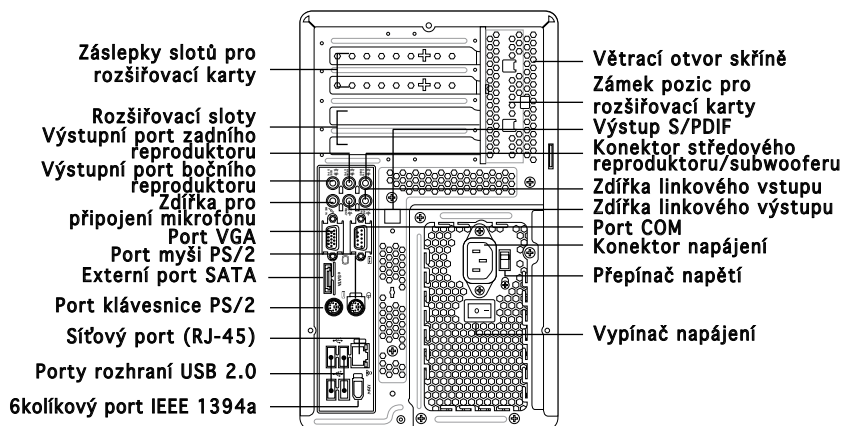 Záslepky slotů pro
rozšiřovací karty
Rozšiřovací sloty
Výstupní port zadního
reproduktoru
Výstupní port bočního
reproduktoru
Zdířka pro
připojení mikrofónu
Port VGA
Port myši PS/2
Externí port SATA
Port klávesnice PS/2
Síťový port (RJ-45)
Porty rozhraní USB 2.0
6kolíkový port IEEE 1394a
Větrací otvor skříně
Zámek pozic pro
rozšiřovací karty
Výstup S/PDIF
Konektor středového
reproduktoru/subwooferu
Zdířka linkového vstupu
Zdířka linkového výstupu
Port COM
Konektor napájení
Přepínač napětí
Vypínač napájení